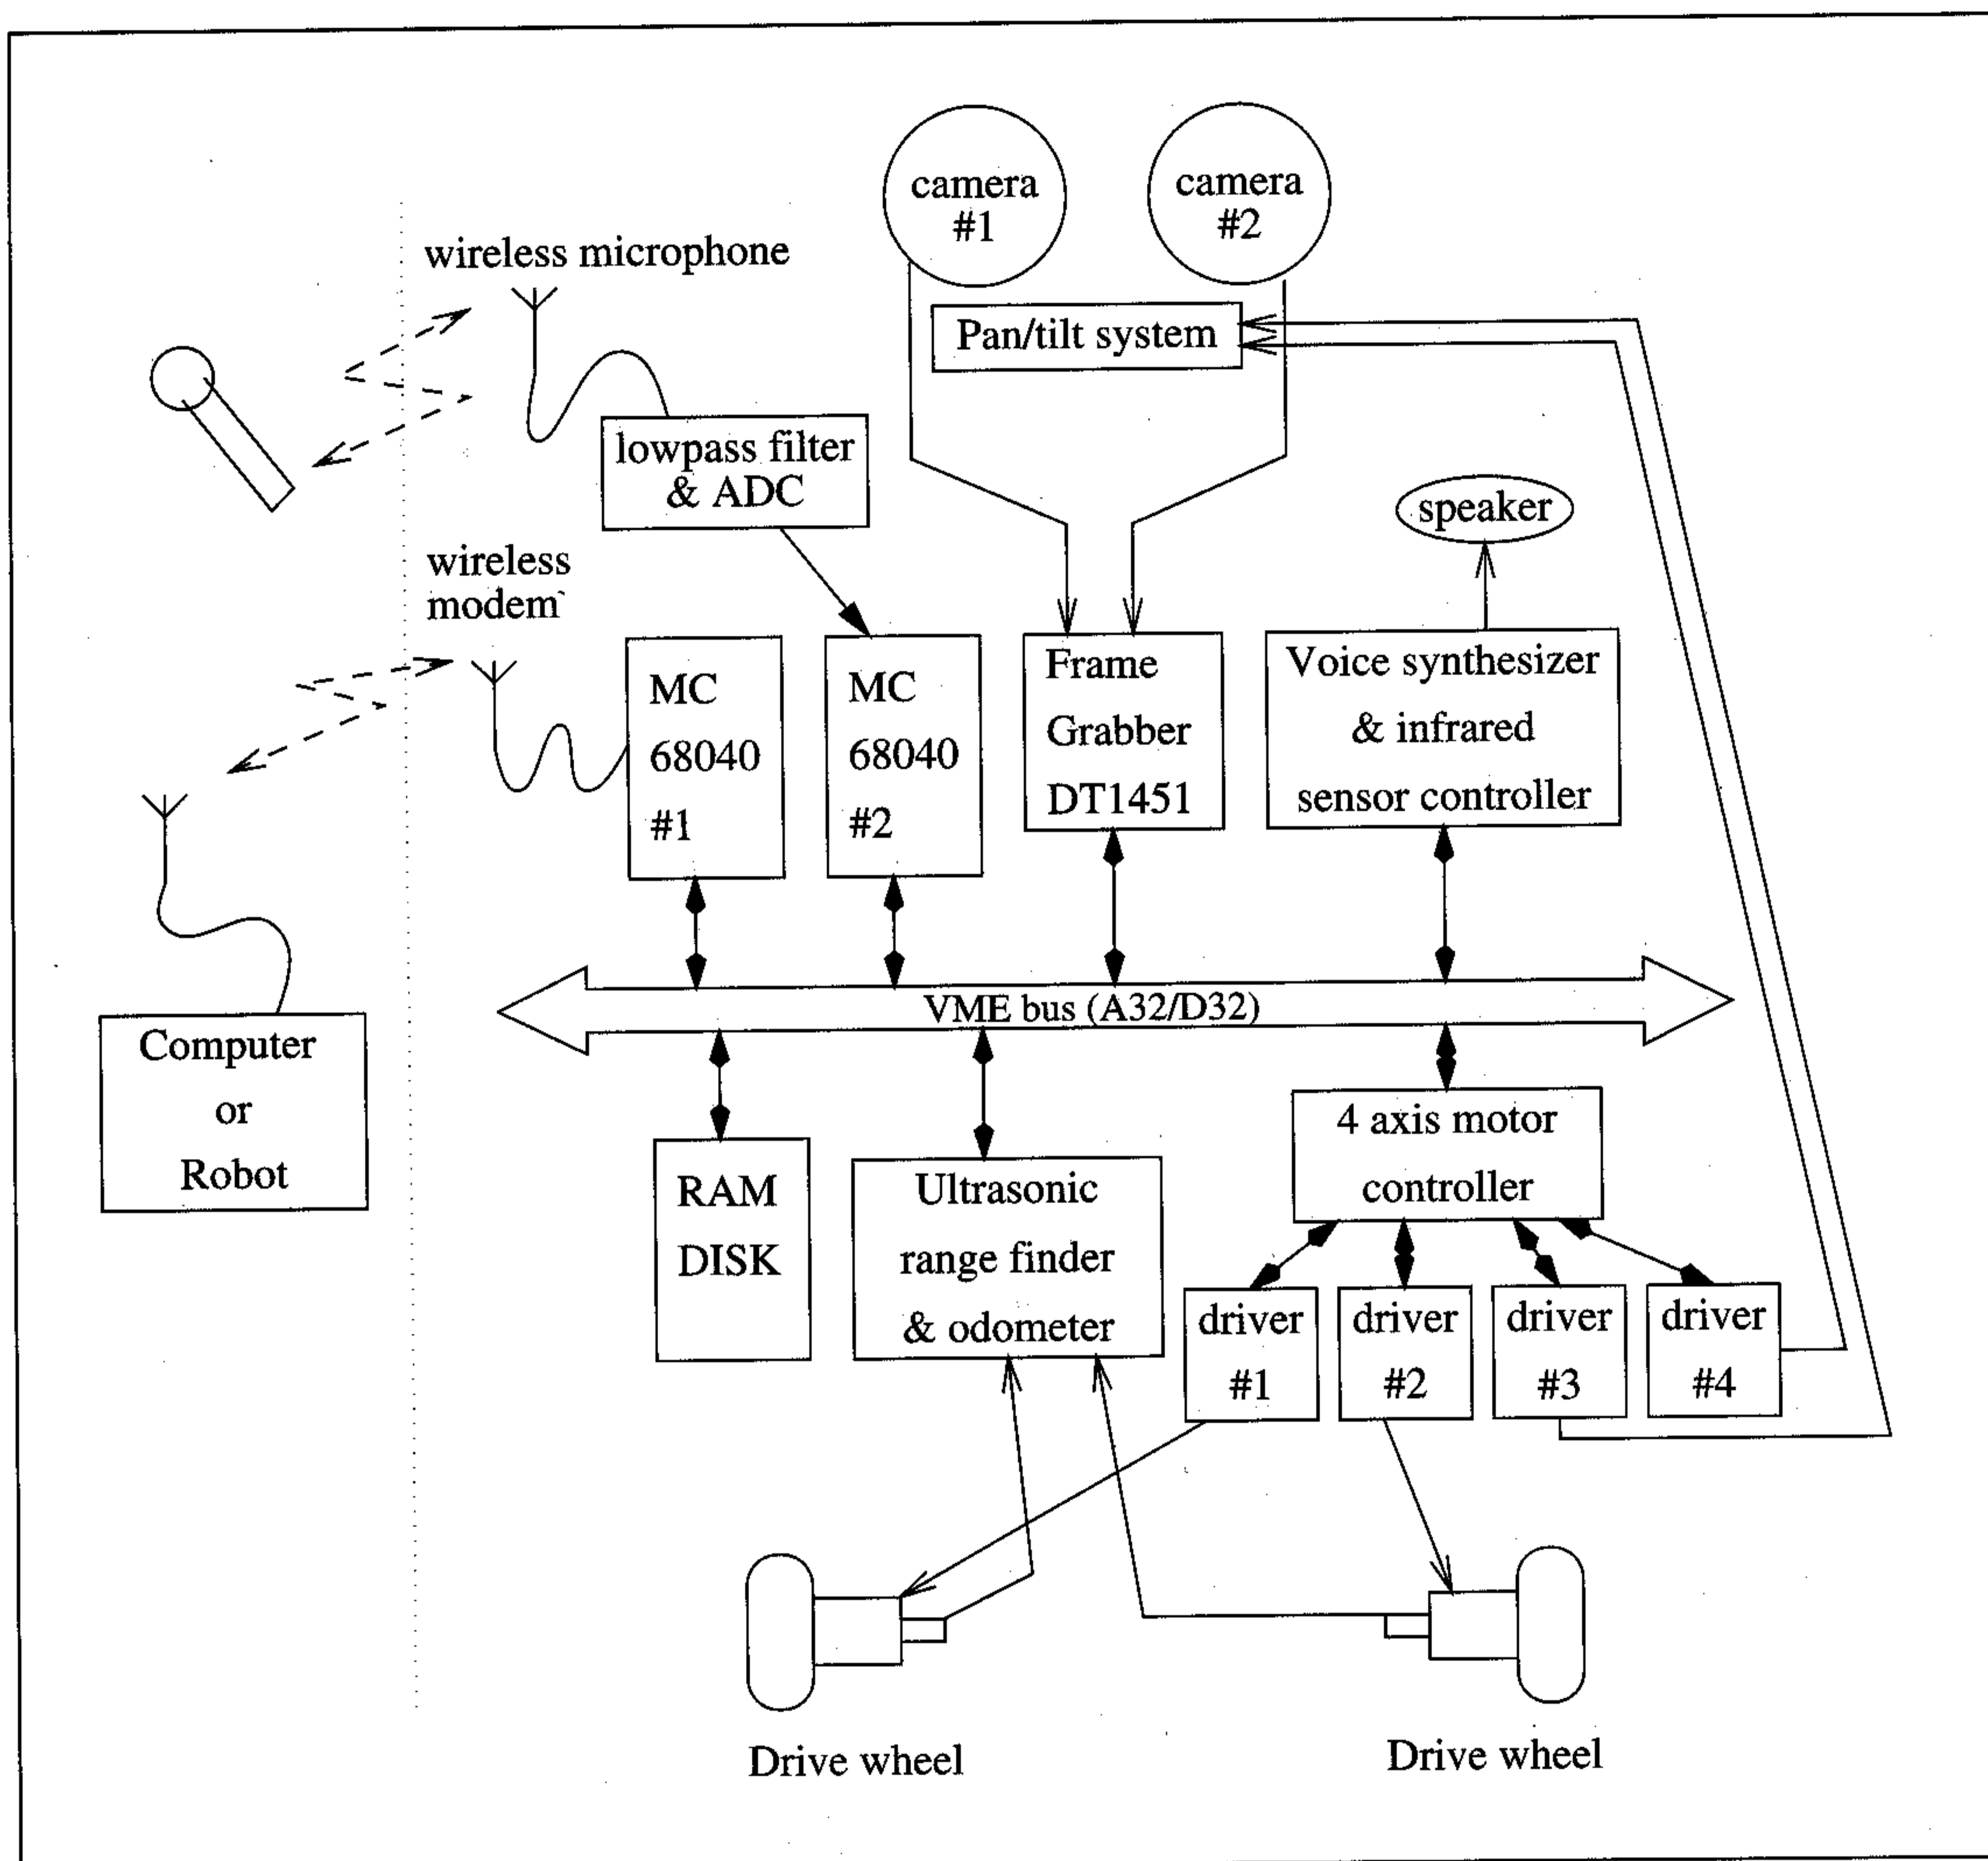 camera
#1
camera
#2
wireless microphone
Pan/tilt system
lowpass filter
& ADC
speaker
wireless
modem
MC
68040
#1
MC
68040
#2
Frame
Grabber
DT1451
Voice synthesizer
& infrared
sensor controller
VME bus (A32/D32)
Computer
or
Robot
RAM
DISK
Ultrasonic
range finder
& odometer
4 axis motor
controller
driver
#1
driver
#2
driver
#3
driver
#4
Drive wheel
Drive wheel